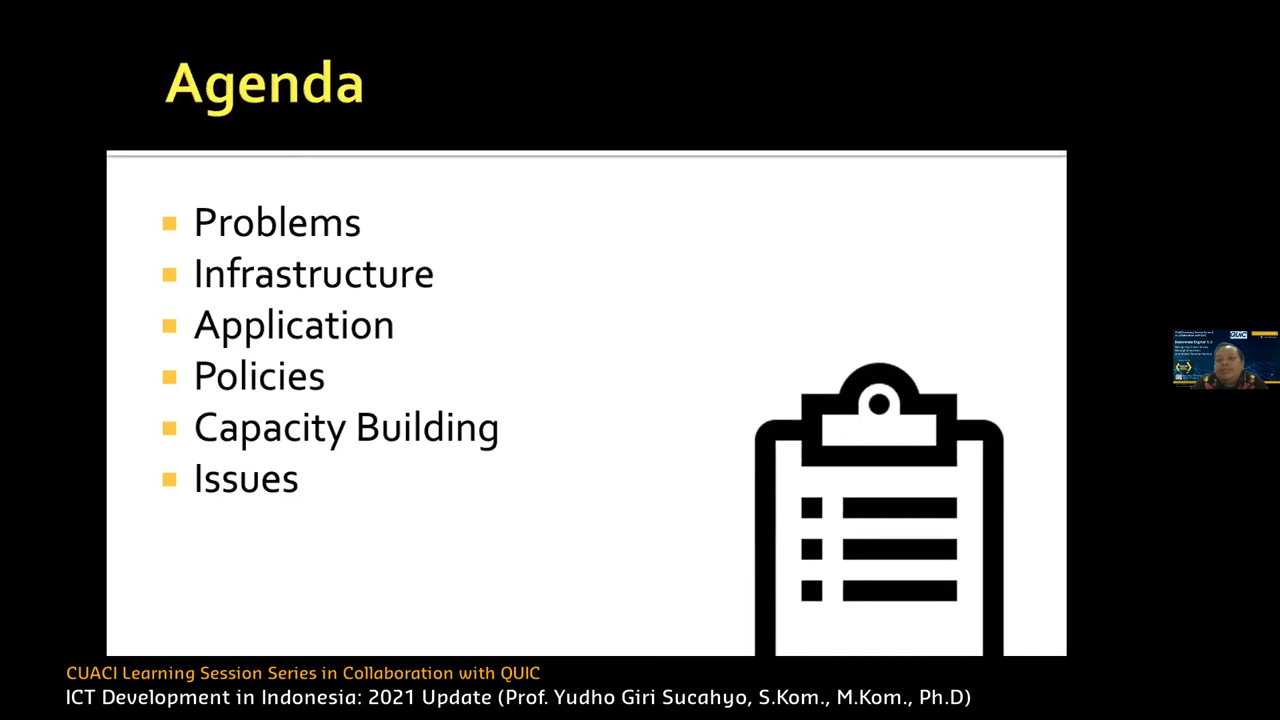 Agenda
Problems
Infrastructure
Application
Policies
Capacity Building
Issues
QUIC
CUACI Learning Session Series in Collaboration with QUIC
ICT Development in Indonesia: 2021 Update (Prof. Yudho Giri Sucahyo, S.Kom., M.Kom., Ph.D)